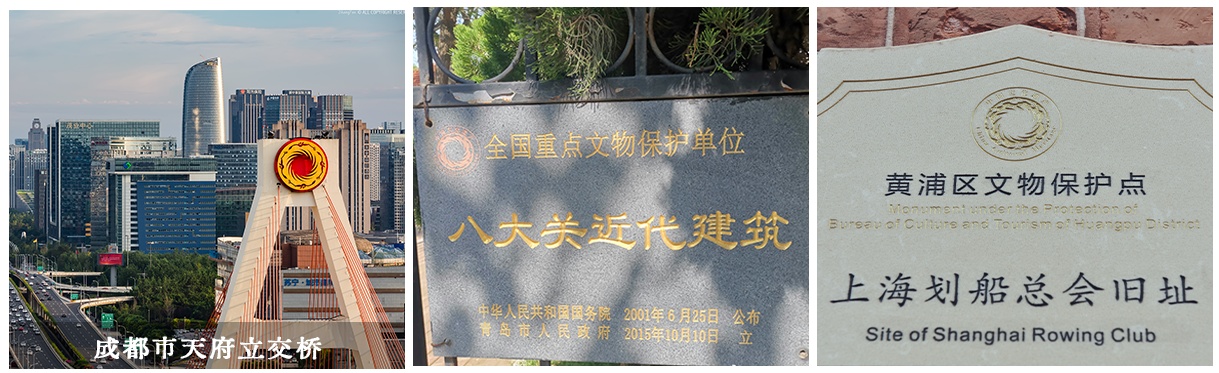 成都市天府立交桥
全国重点文物保护单位
八大关近代建筑
中华人民共和国国务院 2001年6月25日 公布
青岛市人民政府 2015年10月10日 立
黄浦区文物保护点
Monument under the Protection of
Bureau of Culture and Tourism of Huangpu District
上海划船总会旧址
Site of Shanghai Rowing Club